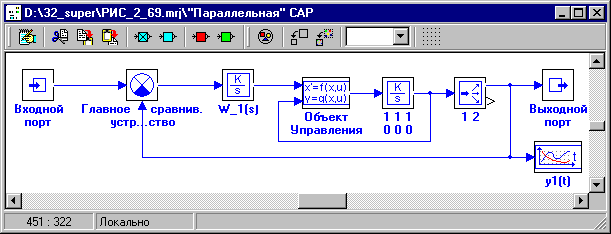 D:\32_super\РИС_2_69.mrj\"Параллельная" САР
Входной
порт
Главное сравнив.
устр...ство
K
s
W_1(s)
x'=f(x,u)
y=g(x,u)
Объект
Управления
K
s
1 1 1
0 0 0
1 2
Выходной
порт
t
y1(t)
451 : 322
Локально